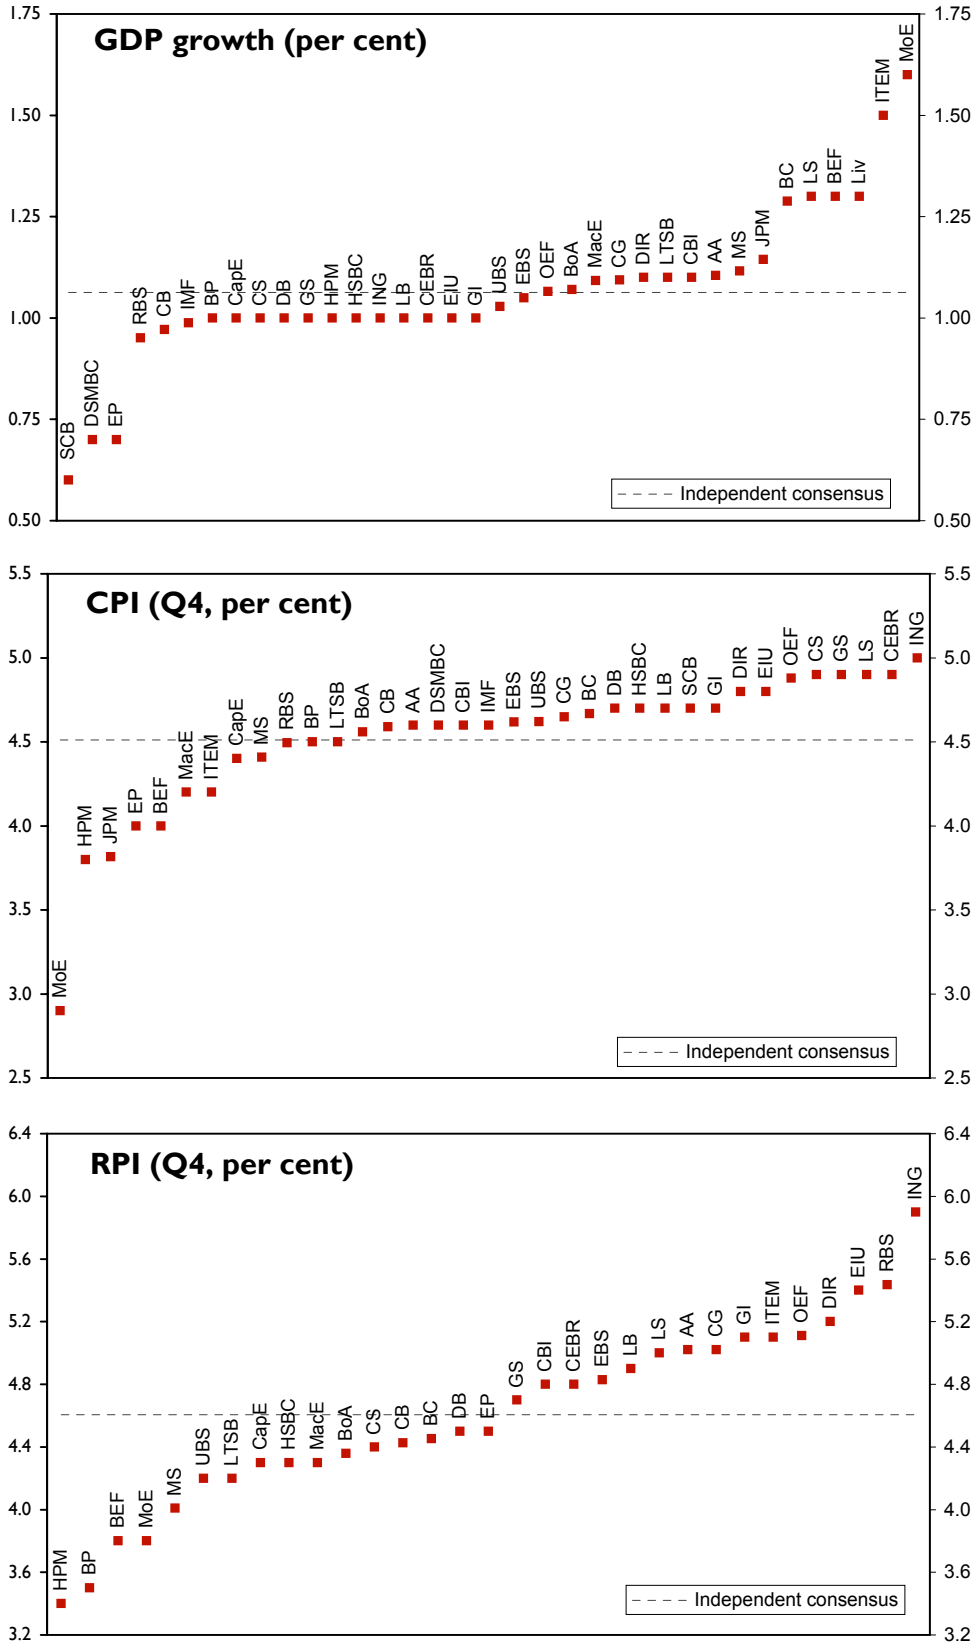 GDP growth (per cent)
1.75 1.75
1.50 1.50
1.25 1.25
1.00 1.00
0.75 0.75
0.50 0.50
SCB DSMBC EP RBS CB IMF BP CapE CS DB GS HPM HSBC ING LB CEBR EIU GI UBS EBS OEF BoA MacE CG DIR LTSB CBI AA MS JPM BC LS BEF Liv ITEM MoE
Independent consensus
CPI (Q4, per cent)
5.5 5.5
5.0 5.0
4.5 4.5
4.0 4.0
3.5 3.5
3.0 3.0
2.5 2.5
MoE HPM JPM EP BEF MacE ITEM CapE MS RBS BP LTSB BoA CB AA DSMBC CBI IMF EBS UBS CG BC DB HSBC LB SCB GI DIR EIU OEF CS GS LS CEBR ING
Independent consensus
RPI (Q4, per cent)
6.4 6.4
6.0 6.0
5.6 5.6
5.2 5.2
4.8 4.8
4.4 4.4
4.0 4.0
3.6 3.6
3.2 3.2
HPM BP BEF MoE MS UBS LTSB CapE HSBC MacE BoA CS CB BC DB EP GS CBI CEBR EBS LB LS AA CG GI ITEM OEF DIR EIU RBS ING
Independent consensus